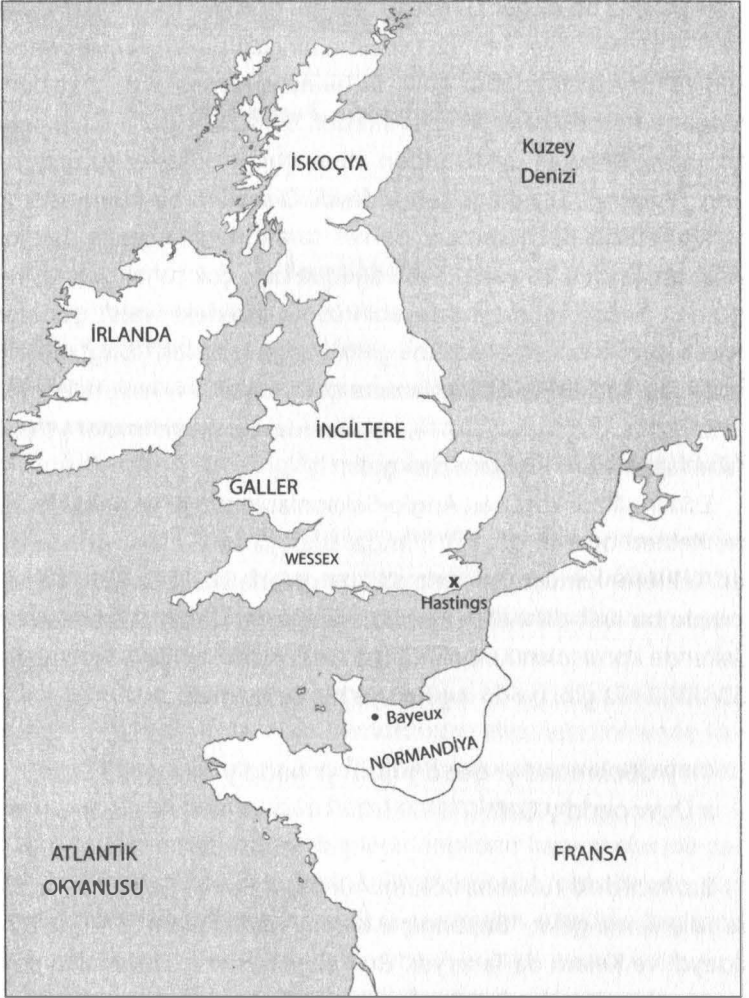 Kuzey
Denizi
İSKOÇYA
İRLANDA
İNGİLTERE
GALLER
WESSEX
x
Hastings
Bayeux
NORMANDİYA
ATLANTİK
OKYANUSU
FRANSA